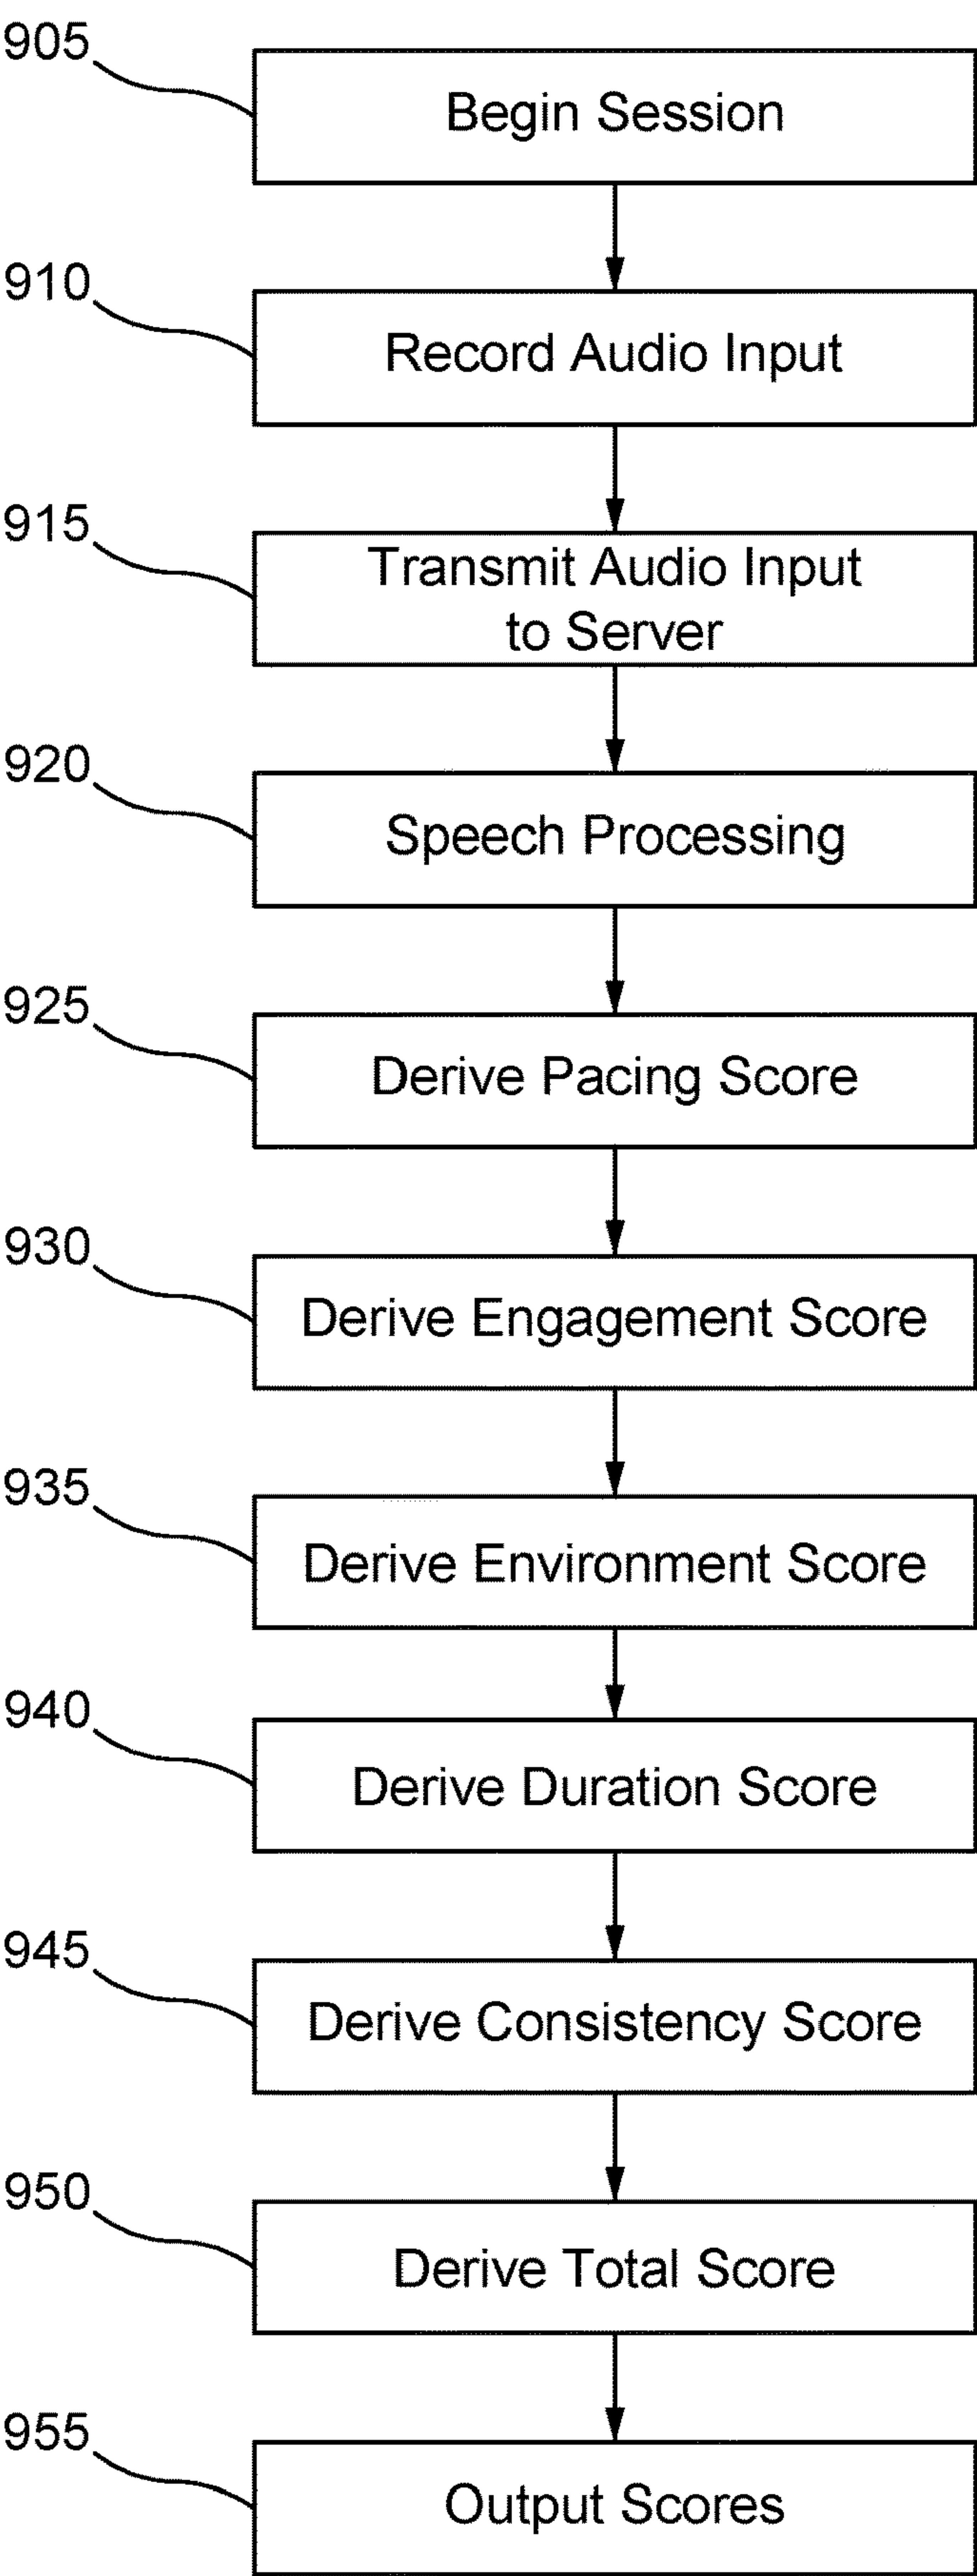 905
Begin Session
910
Record Audio Input
915
Transmit Audio Input
to Server
920
Speech Processing
925
Derive Pacing Score
930
Derive Engagement Score
935
Derive Environment Score
940
Derive Duration Score
945
Derive Consistency Score
950
Derive Total Score
955
Output Scores